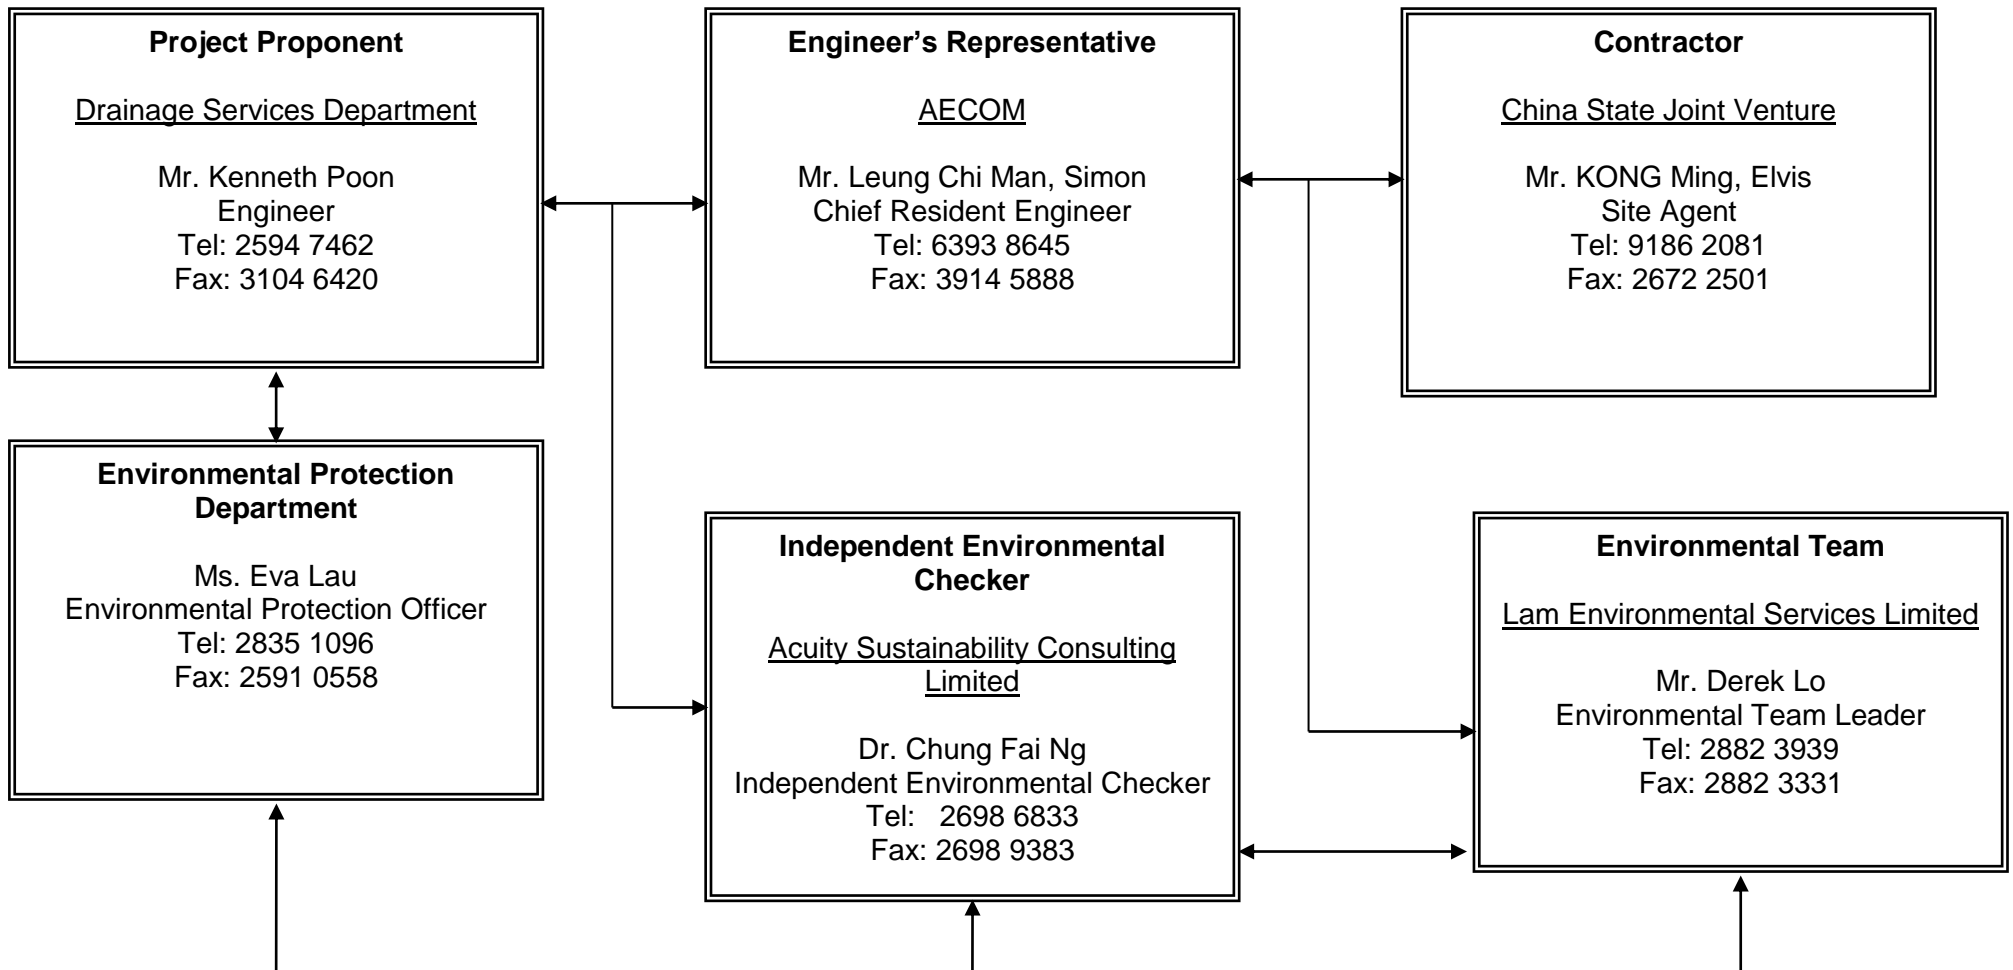 Project Proponent
Drainage Services Department
Mr. Kenneth Poon
Engineer
Tel: 2594 7462
Fax: 3104 6420
Engineer’s Representative
AECOM
Mr. Leung Chi Man, Simon
Chief Resident Engineer
Tel: 6393 8645
Fax: 3914 5888
Contractor
China State Joint Venture
Mr. KONG Ming, Elvis
Site Agent
Tel: 9186 2081
Fax: 2672 2501
Environmental Protection
Department
Ms. Eva Lau
Environmental Protection Officer
Tel: 2835 1096
Fax: 2591 0558
Independent Environmental
Checker
Acuity Sustainability Consulting
Limited
Dr. Chung Fai Ng
Independent Environmental Checker
Tel:   2698 6833
Fax: 2698 9383
Environmental Team
Lam Environmental Services Limited
Mr. Derek Lo
Environmental Team Leader
Tel: 2882 3939
Fax: 2882 3331